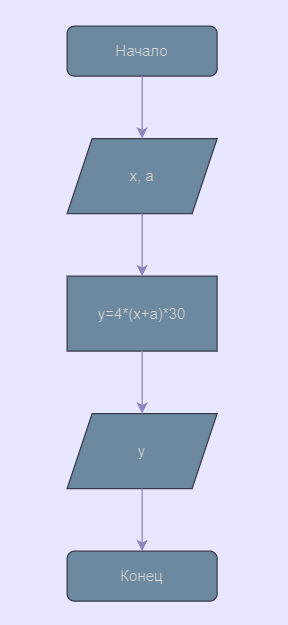 Начало
x, a
y=4*(x+a)*30
y
Конец